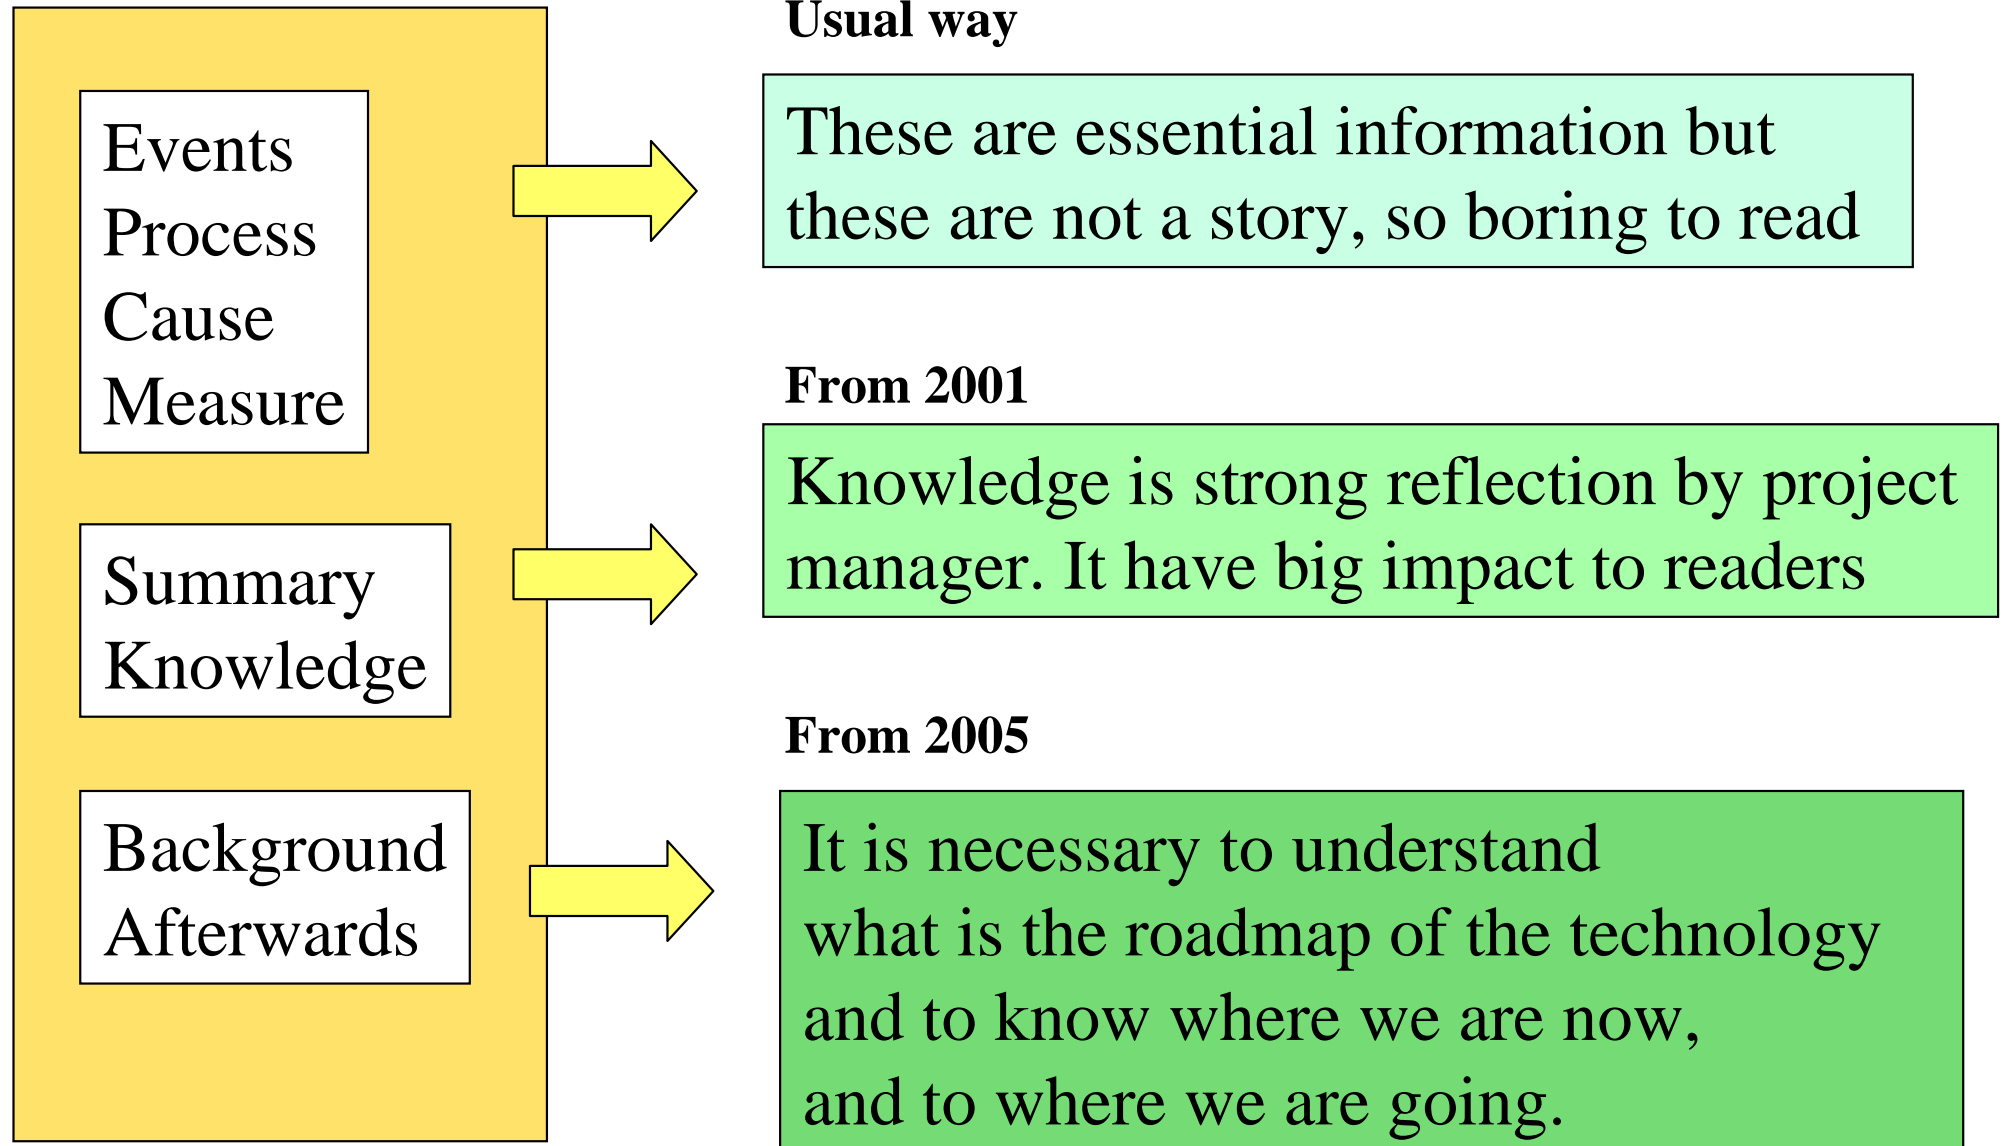 Usual way
Events
Process
Cause
Measure
These are essential information but
these are not a story, so boring to read
From 2001
Summary
Knowledge
Knowledge is strong reflection by project
manager. It have big impact to readers
From 2005
Background
Afterwards
It is necessary to understand
what is the roadmap of the technology
and to know where we are now,
and to where we are going.